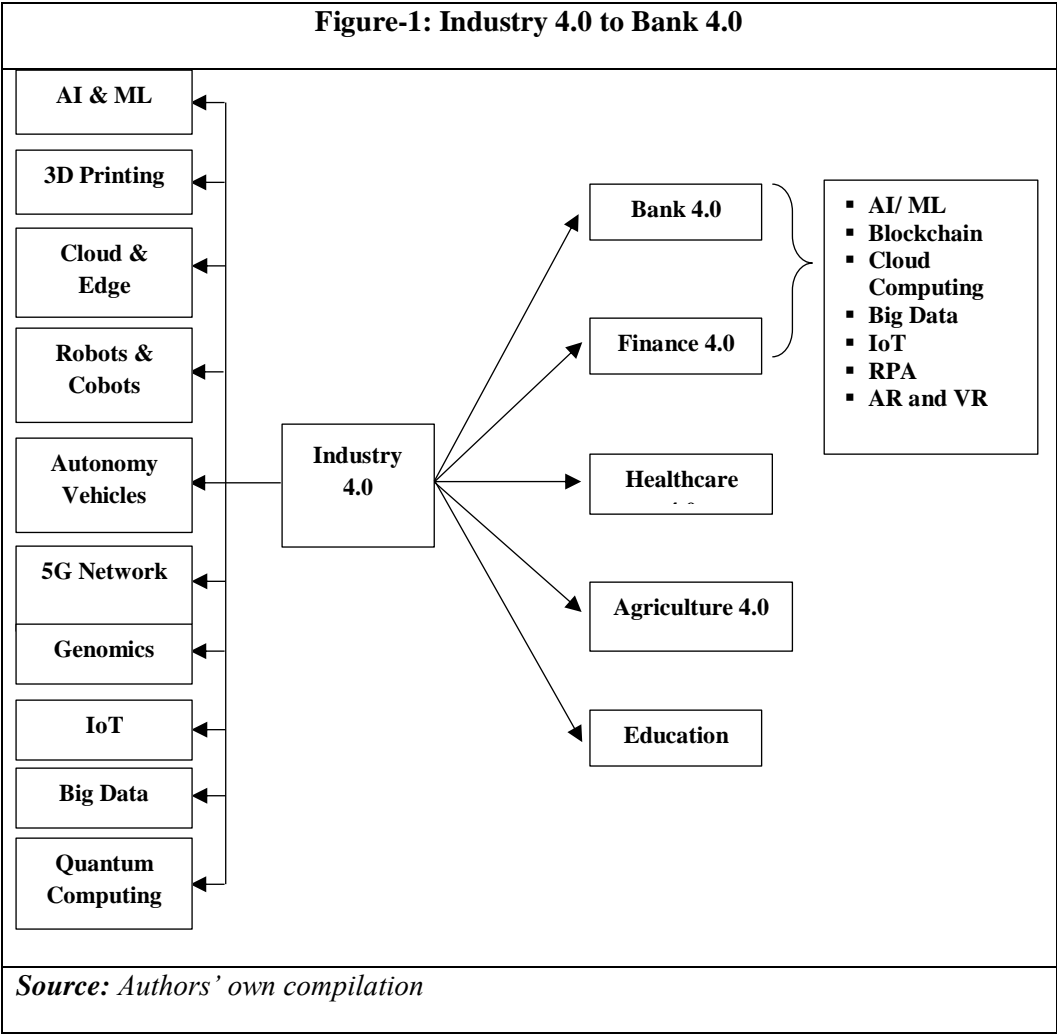 Figure-1: Industry 4.0 to Bank 4.0
AI & ML
3D Printing
Cloud &
Edge
Robots &
Cobots
Autonomy
Vehicles
5G Network
Genomics
IoT
Big Data
Quantum
Computing
Industry
4.0
Bank 4.0
Finance 4.0
Healthcare
Agriculture 4.0
Education
▪ AI/ ML
▪ Blockchain
▪ Cloud
Computing
▪ Big Data
▪ IoT
▪ RPA
▪ AR and VR
Source: Authors’ own compilation